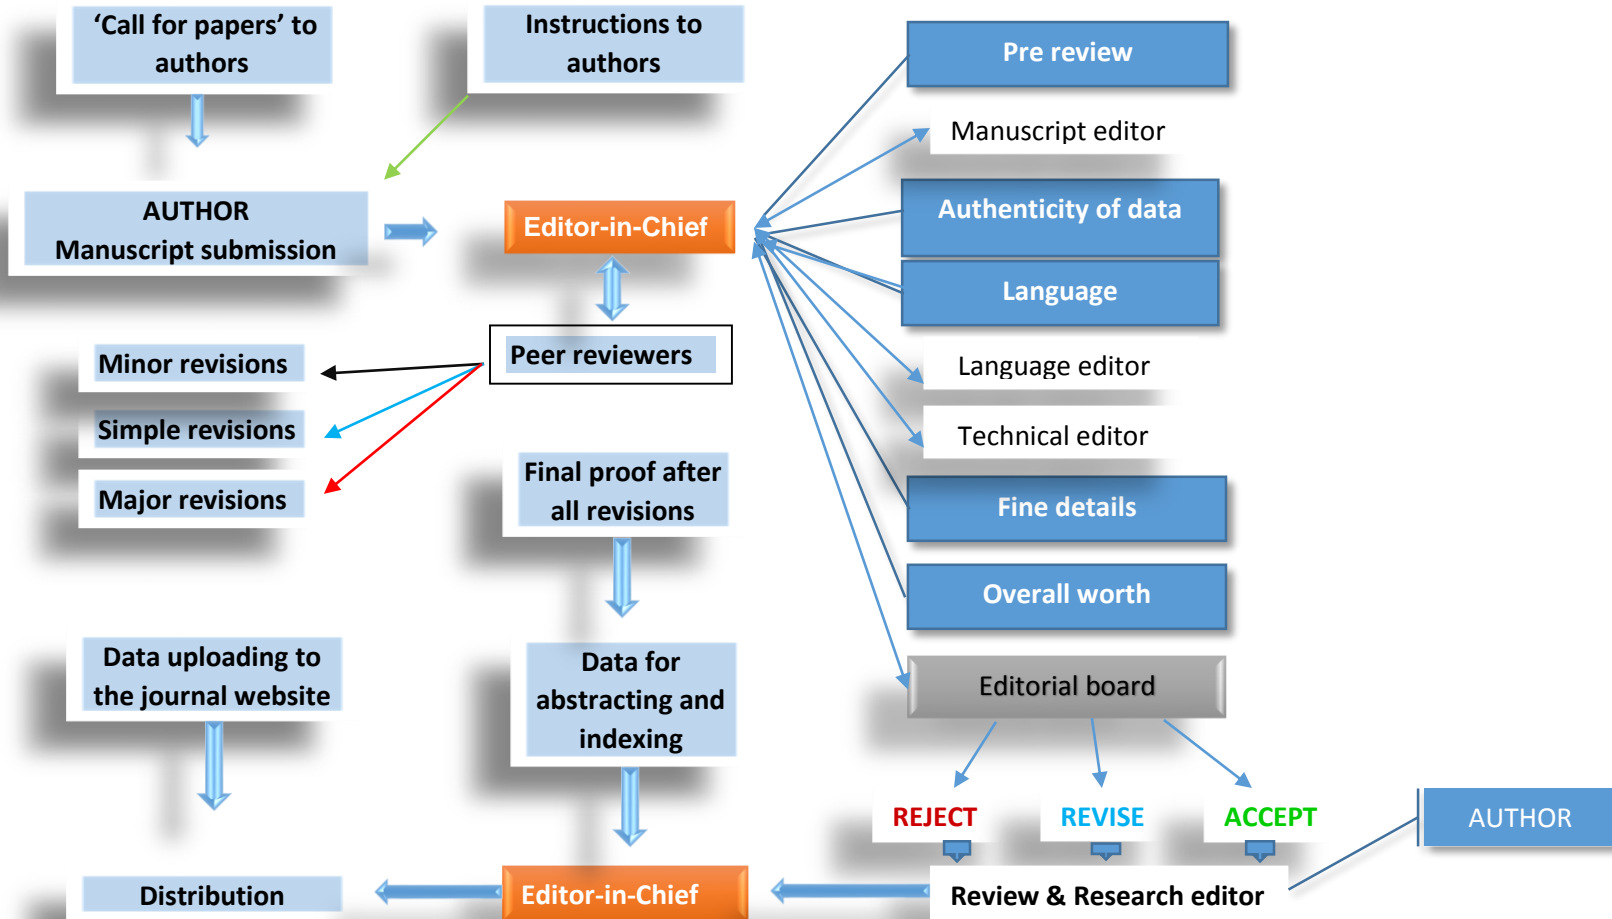 ‘Call for papers’ to
authors
Instructions to
authors
Pre review
Manuscript editor
AUTHOR
Manuscript submission
Editor-in-Chief
Authenticity of data
Language
Peer reviewers
Minor revisions
Simple revisions
Major revisions
Language editor
Technical editor
Final proof after
all revisions
Fine details
Overall worth
Data uploading to
the journal website
Data for
abstracting and
indexing
Editorial board
REJECT
REVISE
ACCEPT
AUTHOR
Distribution
Editor-in-Chief
Review & Research editor